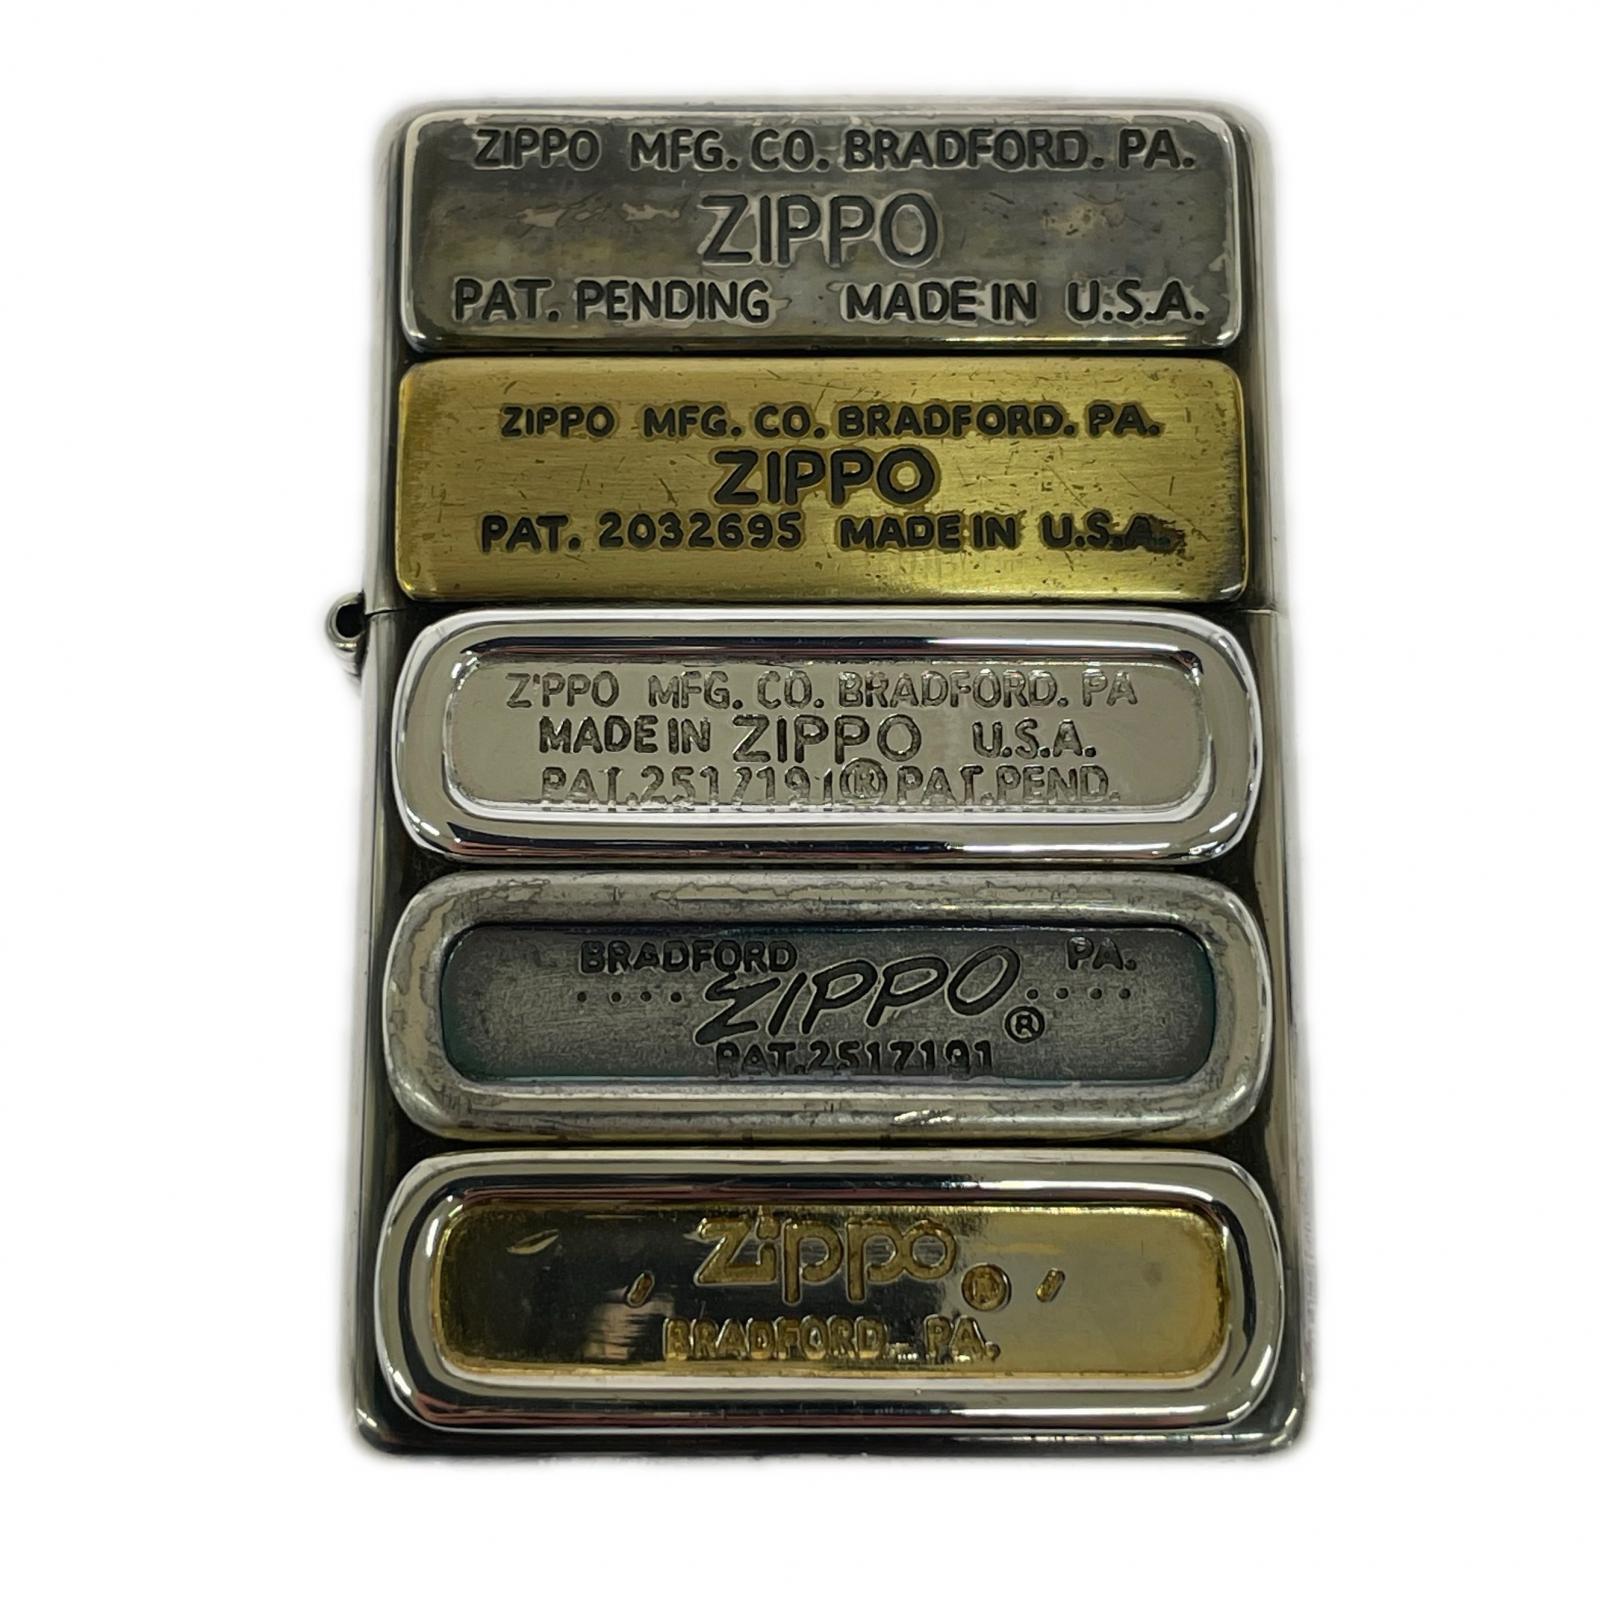 ZIPPO MFG. CO. BRADFORD. PA.
ZIPPO
PAT. PENDING MADE IN U.S.A.
ZIPPO MFG. CO. BRADFORD. PA.
ZIPPO
PAT. 2032695 MADE IN U.S.A.
ZIPPO MFG. CO. BRADFORD. PA
MADE IN ZIPPO U.S.A.
PAT.2517191 ® PAT.PEND.
BRADFORD PA.
.... ZIPPO ® ....
PAT.2517191
/ Zippo ® /
BRADFORD. PA.